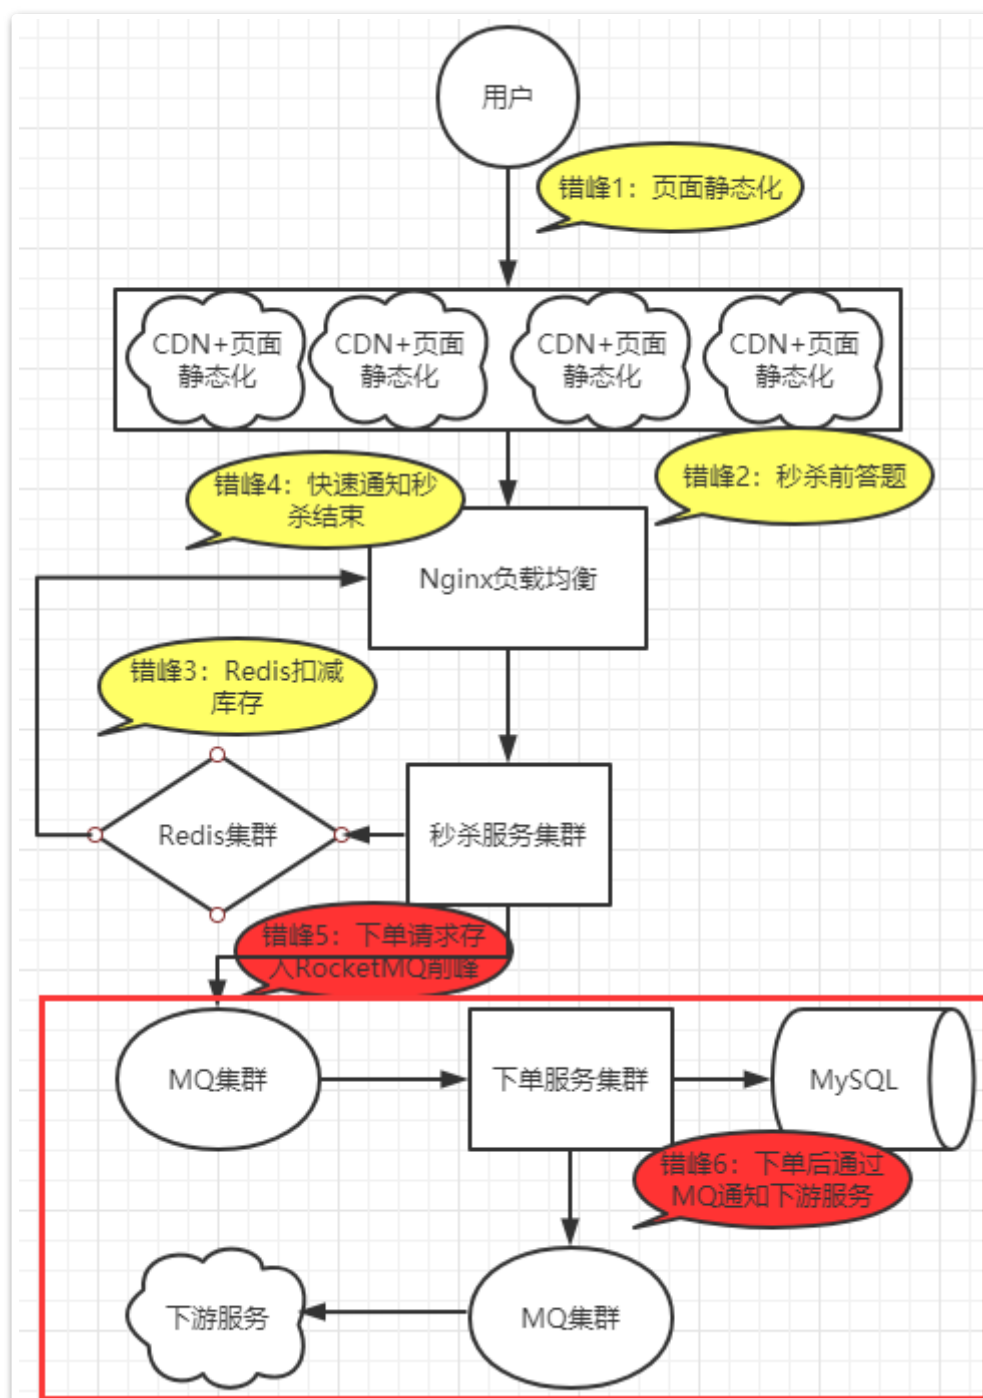 用户
错峰1：页面静态化
CDN+页面
静态化
CDN+页面
静态化
CDN+页面
静态化
CDN+页面
静态化
错峰4：快速通知秒
杀结束
错峰2：秒杀前答题
Nginx负载均衡
错峰3：Redis扣减
库存
Redis集群
秒杀服务集群
错峰5：下单请求存
入RocketMQ削峰
MQ集群
下单服务集群
MySQL
错峰6：下单后通过
MQ通知下游服务
下游服务
MQ集群